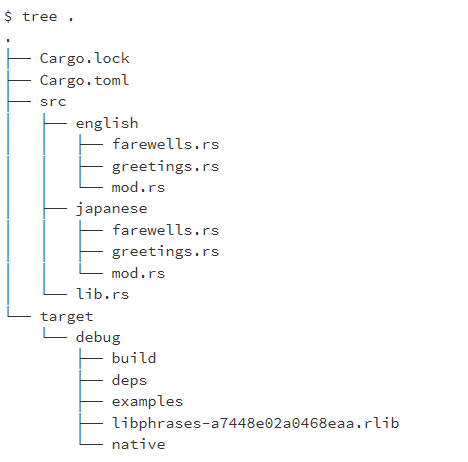 $ tree .
.
├── Cargo.lock
├── Cargo.toml
├── src
│   ├── english
│   │   ├── farewells.rs
│   │   ├── greetings.rs
│   │   └── mod.rs
│   ├── japanese
│   │   ├── farewells.rs
│   │   ├── greetings.rs
│   │   └── mod.rs
│   └── lib.rs
└── target
    └── debug
        ├── build
        ├── deps
        ├── examples
        ├── libphrases-a7448e02a0468eaa.rlib
        └── native